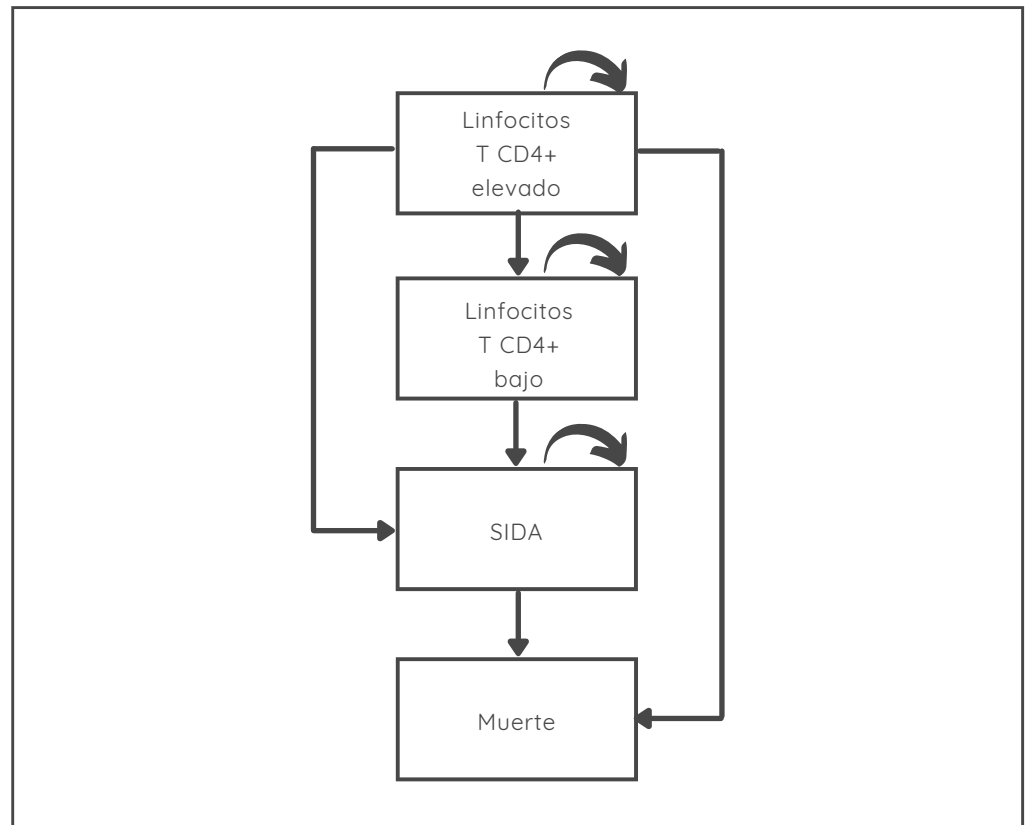 Linfocitos
T CD4+
elevado
Linfocitos
T CD4+
bajo
SIDA
Muerte